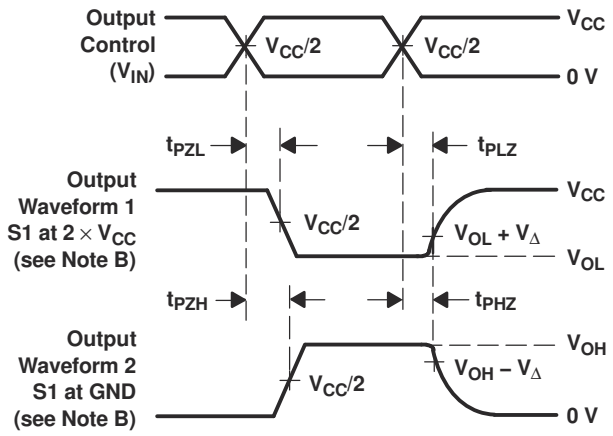 Output
Control
(VIN)
VCC/2
VCC/2
VCC
0 V
tPZL
tPLZ
Output
Waveform 1
S1 at 2 × VCC
(see Note B)
VCC/2
VCC
VOL + VΔ
VOL
tPZH
tPHZ
Output
Waveform 2
S1 at GND
(see Note B)
VCC/2
VOH
VOH − VΔ
0 V